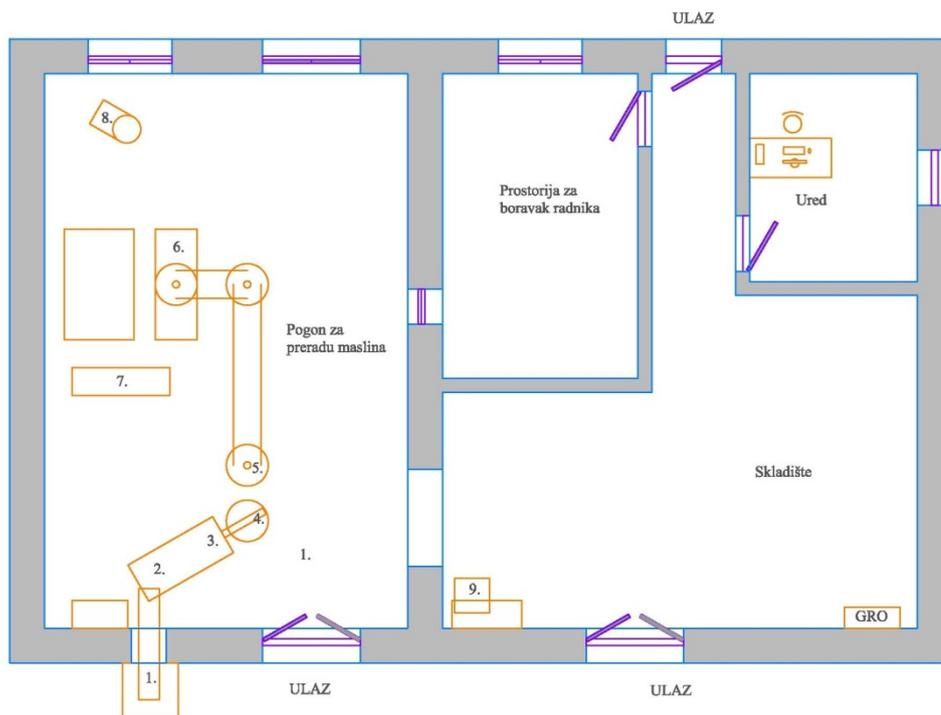 ULAZ
8.
Prostorija za
boravak radnika
Ured
6.
Pogon za
preradu maslina
7.
5.
Skladište
4.
3.
1.
2.
9.
GRO
1.
ULAZ
ULAZ